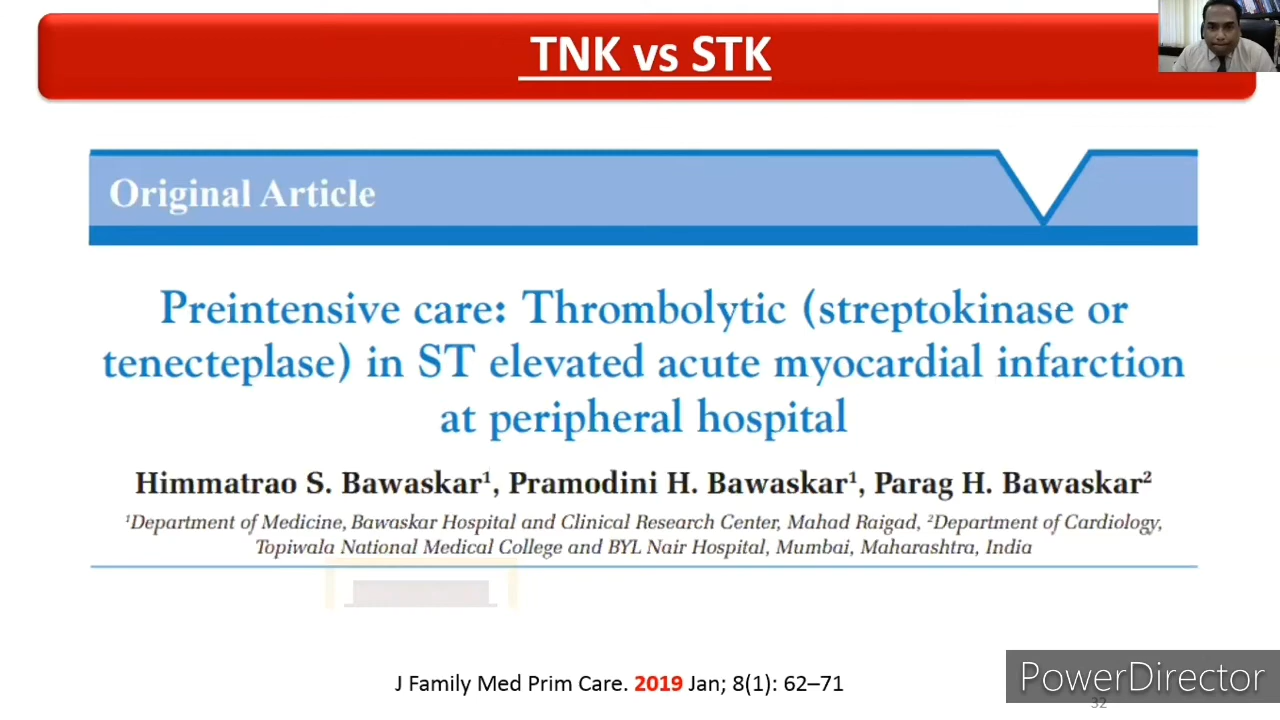 TNK vs STK
Original Article
Preintensive care: Thrombolytic (streptokinase or
tenecteplase) in ST elevated acute myocardial infarction
at peripheral hospital
Himmatrao S. Bawaskar¹, Pramodini H. Bawaskar¹, Parag H. Bawaskar²
¹Department of Medicine, Bawaskar Hospital and Clinical Research Center, Mahad Raigad, ²Department of Cardiology,
Topiwala National Medical College and BYL Nair Hospital, Mumbai, Maharashtra, India
J Family Med Prim Care. 2019 Jan; 8(1): 62–71
PowerDirector
32